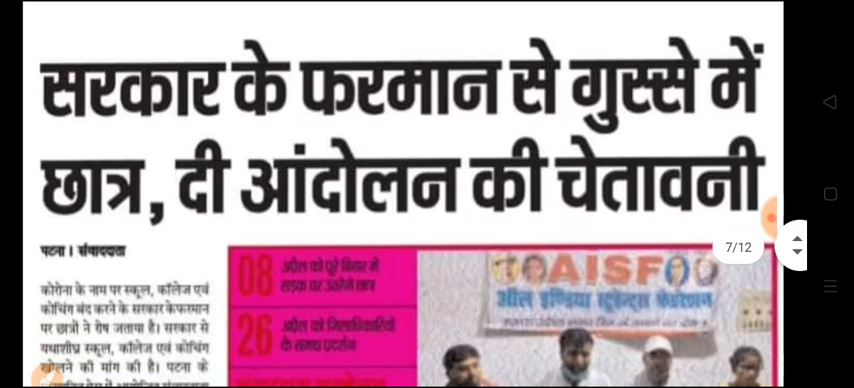 सरकार के फरमान से गुस्से में
छात्र, दी आंदोलन की चेतावनी
पटना। संवाददाता
कोरोना के नाम पर स्कूल, कॉलेज एवं
कोचिंग बंद करने के सरकार के फरमान
पर छात्रों ने रोष जताया है। सरकार से
यथाशीघ्र स्कूल, कॉलेज एवं कोचिंग
खोलने की मांग की है। पटना के
08
अप्रैल को पूरे बिहार में
सड़क पर उतरेंगे छात्र
26
अप्रैल को जिलाधिकारियों
के समक्ष प्रदर्शन
AISF
ऑल इण्डिया स्टूडेन्ट्स फेडरेशन
7/12